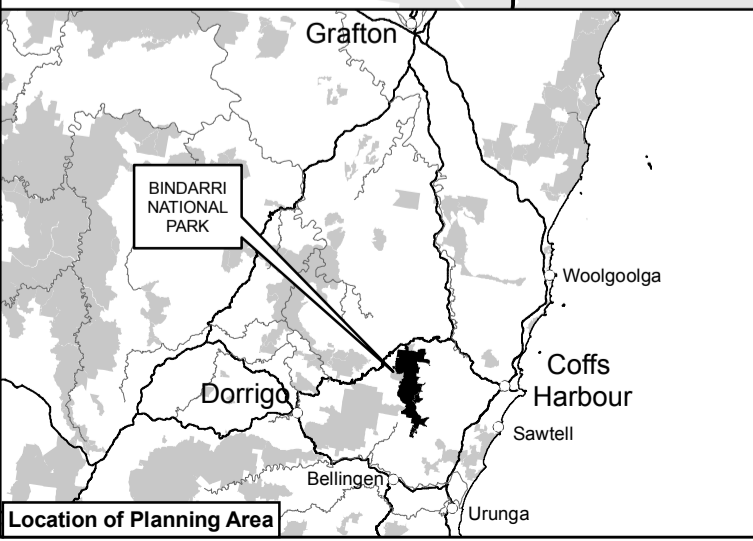 Grafton
BINDARRI
NATIONAL
PARK
Woolgoolga
Coffs
Harbour
Dorrigo
Sawtell
Bellingen
Urunga
Location of Planning Area